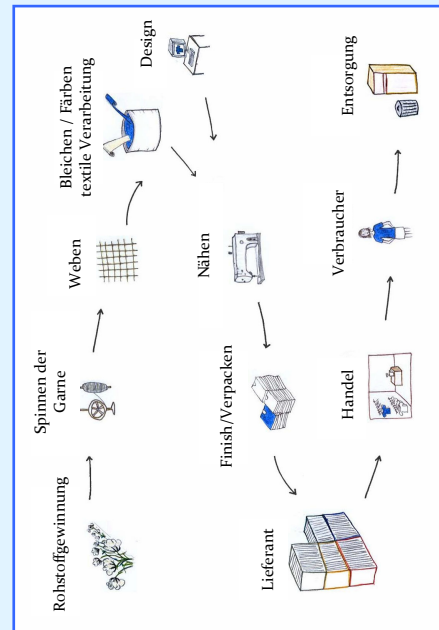 Rohstoffgewinnung
Spinnen der
Garne
Weben
Bleichen / Färben
textile Verarbeitung
Design
Nähen
Finish/Verpacken
Lieferant
Handel
Verbraucher
Entsorgung